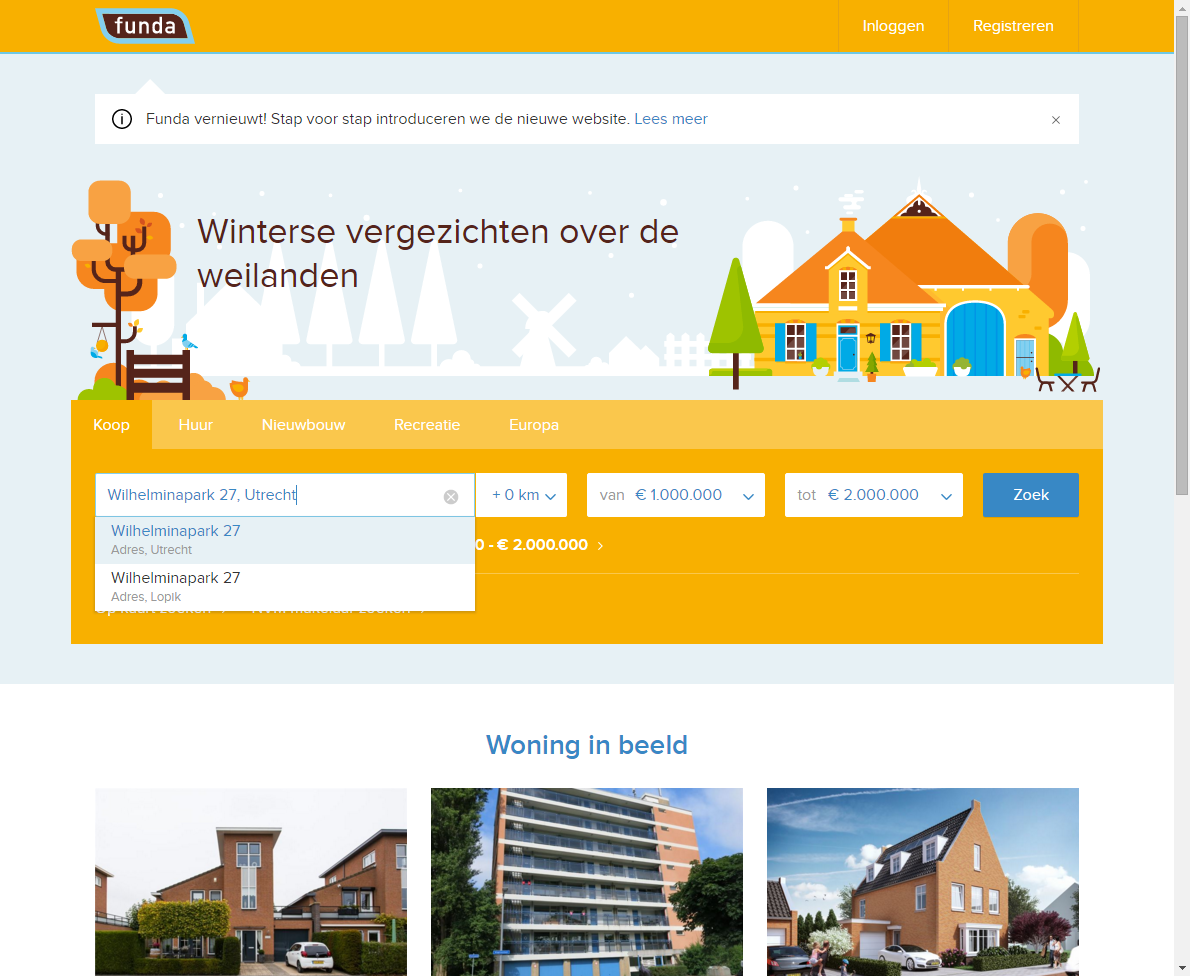 funda
Inloggen
Registreren
Funda vernieuwt! Stap voor stap introduceren we de nieuwe website. Lees meer
Winterse vergezichten over de
weilanden
Koop
Huur
Nieuwbouw
Recreatie
Europa
Wilhelminapark 27, Utrecht
+ 0 km
van € 1.000.000
tot € 2.000.000
Zoek
Wilhelminapark 27
Adres, Utrecht
0 - € 2.000.000
Wilhelminapark 27
Adres, Lopik
Woning in beeld